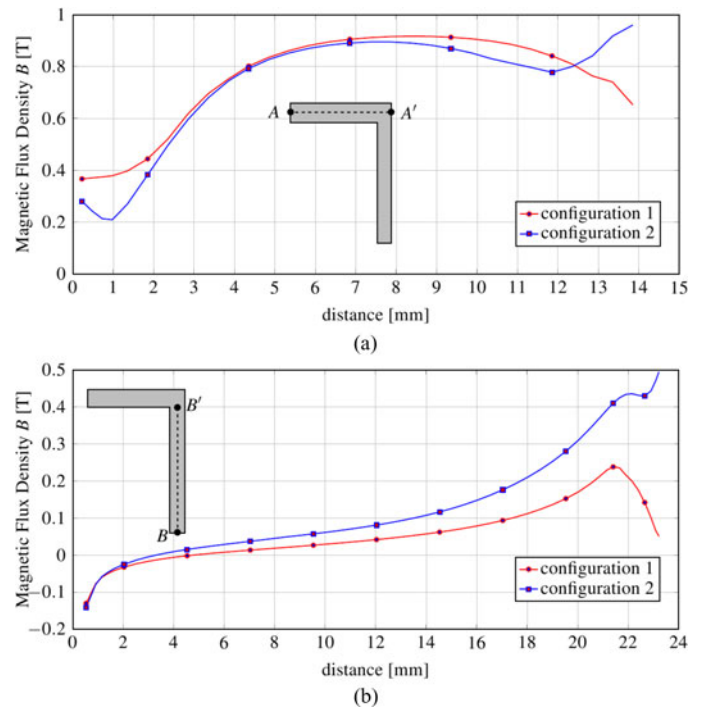 1
0.8
0.6
0.4
0.2
0
Magnetic Flux Density B [T]
A
A′
configuration 1
configuration 2
0 1 2 3 4 5 6 7 8 9 10 11 12 13 14 15
distance [mm]
(a)
0.5
0.4
0.3
0.2
0.1
0
−0.1
−0.2
Magnetic Flux Density B [T]
B′
B
configuration 1
configuration 2
0 2 4 6 8 10 12 14 16 18 20 22 24
distance [mm]
(b)